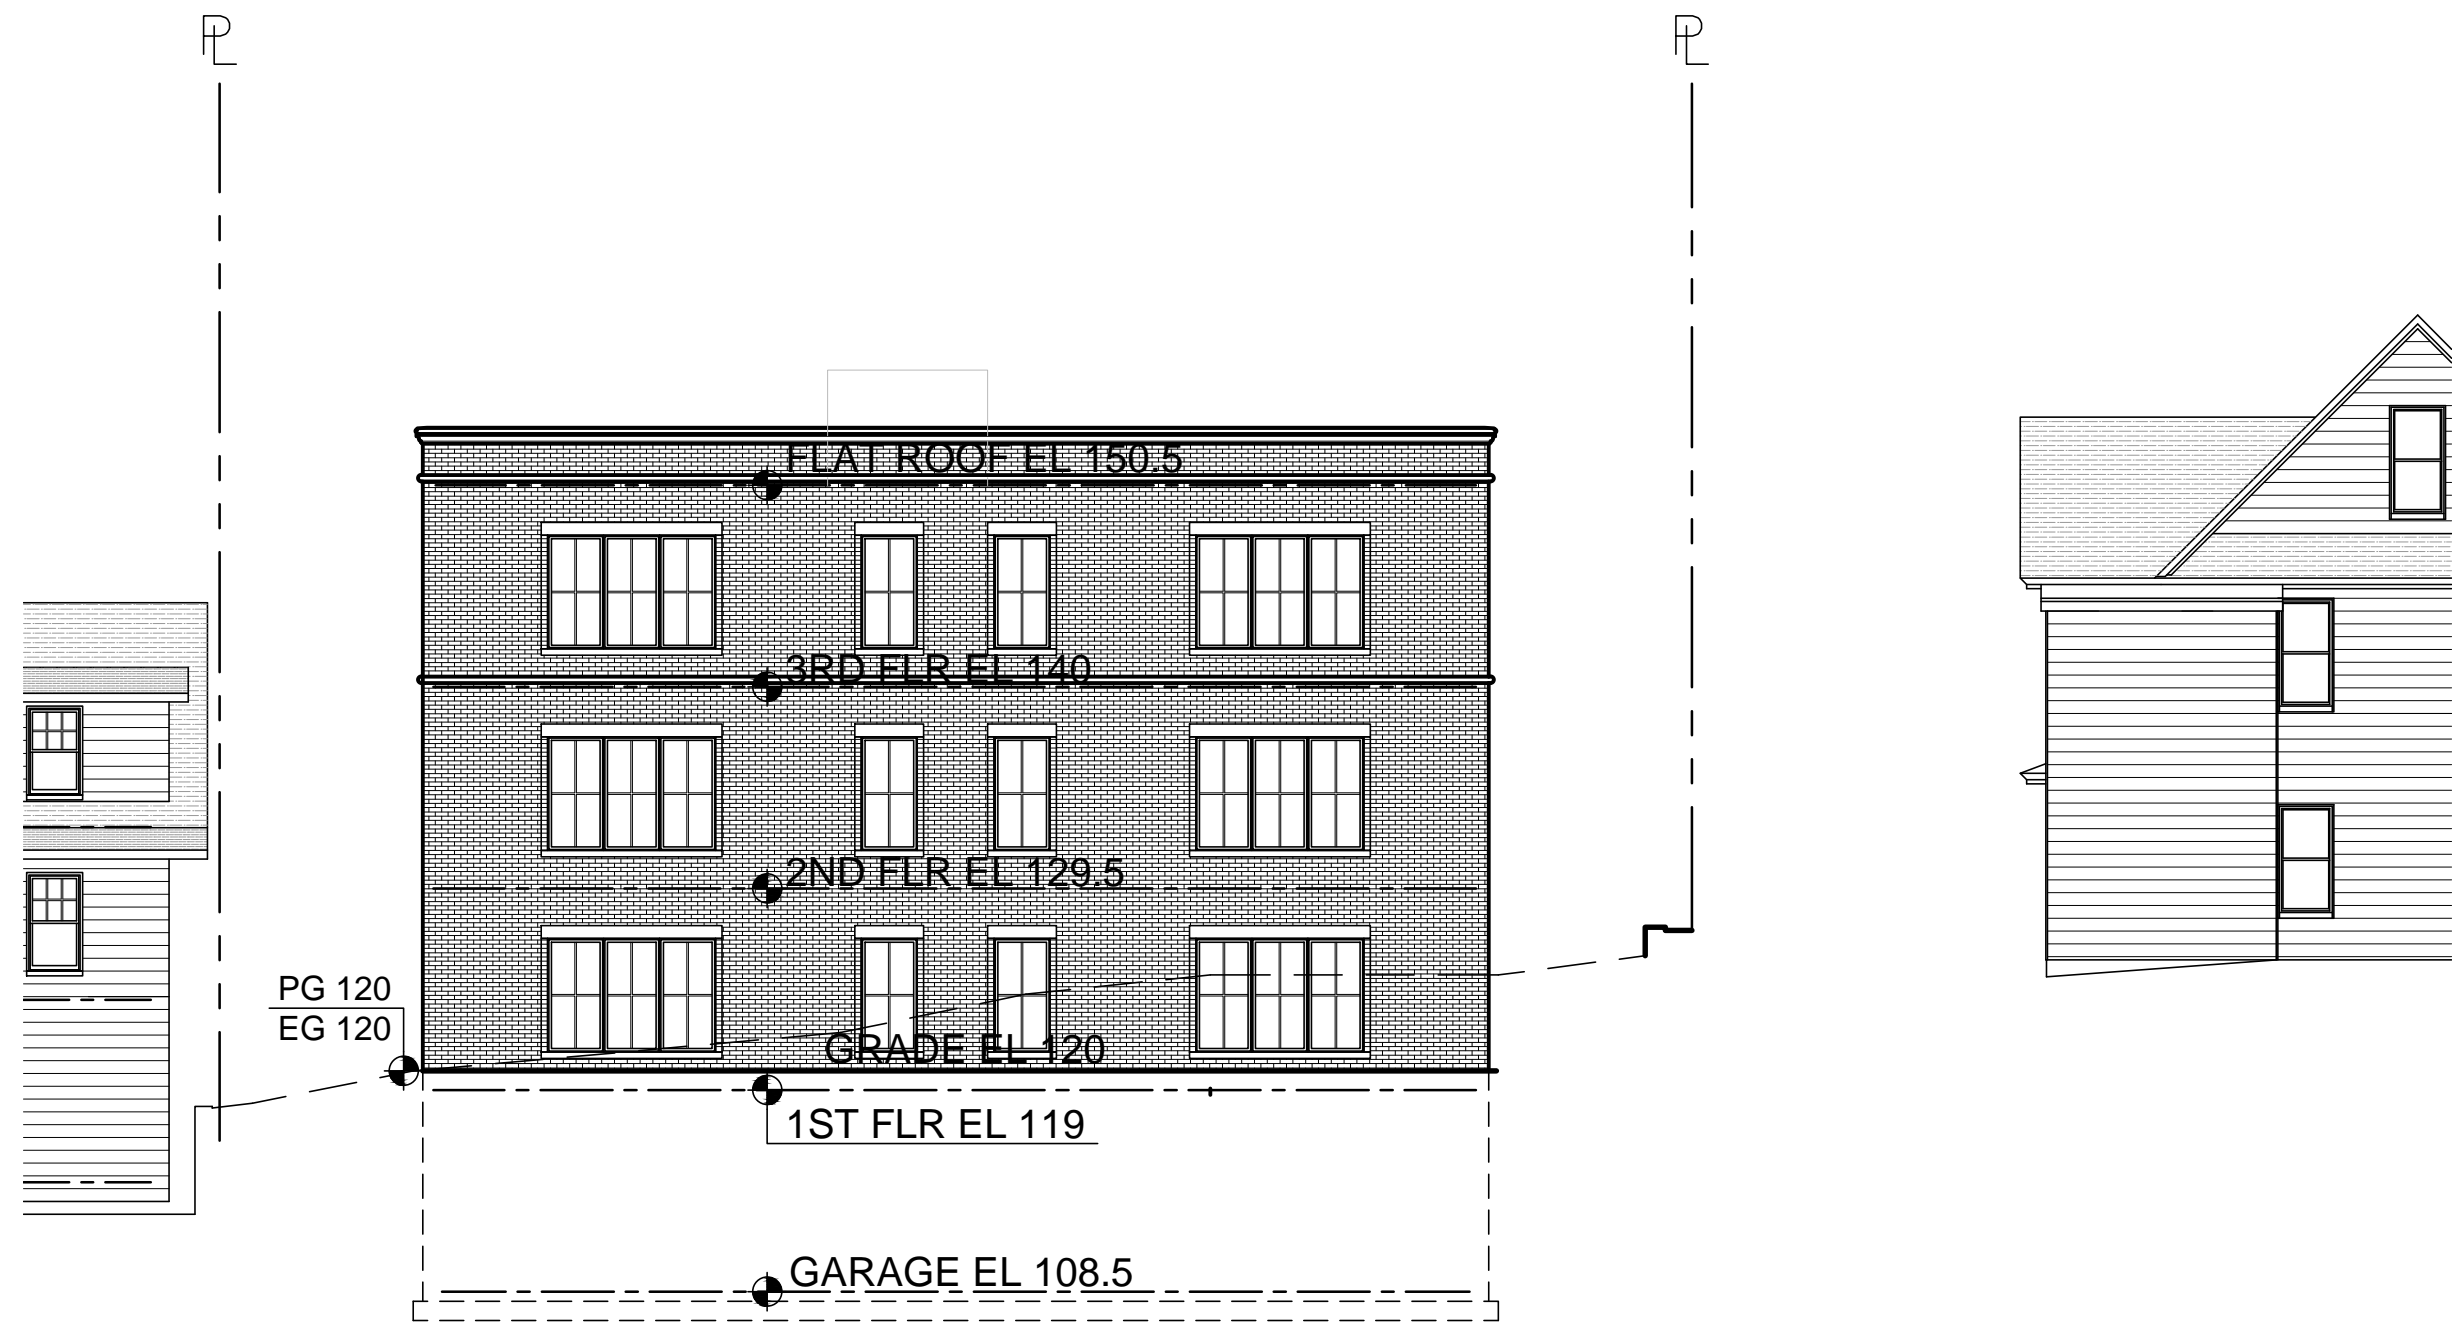 PL PL
FLAT ROOF EL 150.5
3RD FLR EL 140
2ND FLR EL 129.5
PG 120
EG 120
GRADE EL 120
1ST FLR EL 119
GARAGE EL 108.5